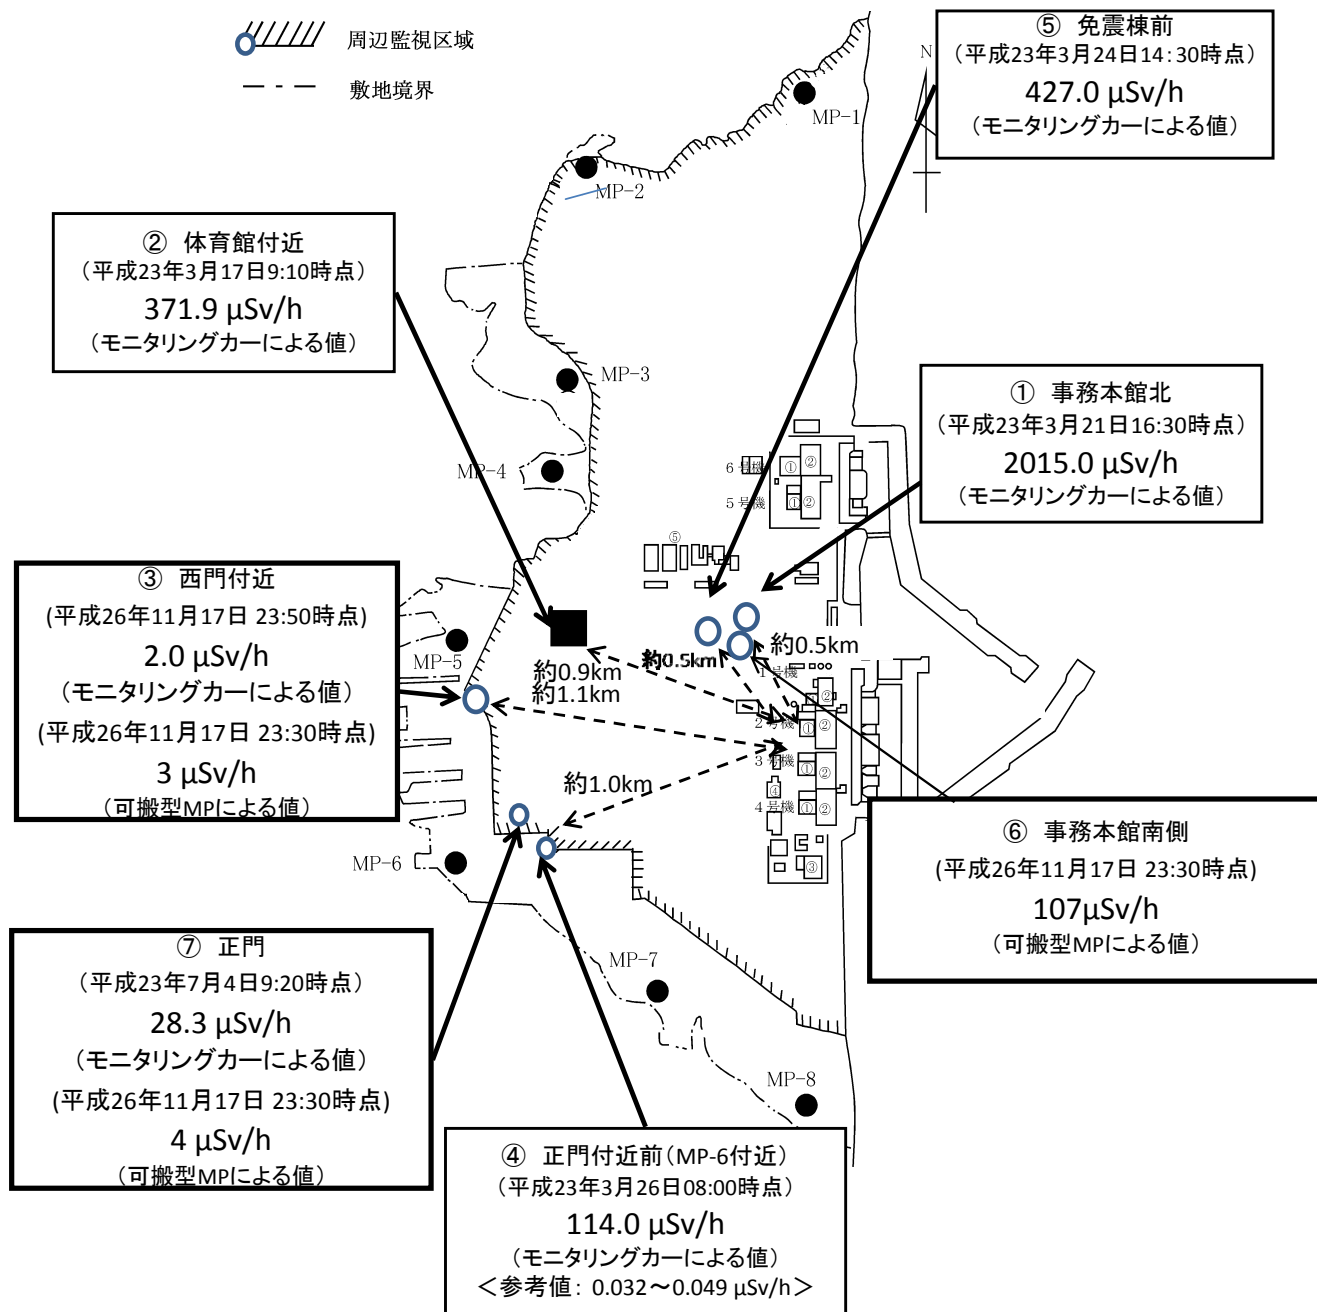 周辺監視区域
敷地境界
⑤ 免震棟前
(平成23年3月24日14:30時点)
427.0 μSv/h
(モニタリングカーによる値)
N
MP-1
MP-2
② 体育館付近
(平成23年3月17日9:10時点)
371.9 μSv/h
(モニタリングカーによる値)
MP-3
MP-4
① 事務本館北
(平成23年3月21日16:30時点)
2015.0 μSv/h
(モニタリングカーによる値)
6号機
①
②
5号機
①
②
⑤
③ 西門付近
(平成26年11月17日 23:50時点)
2.0 μSv/h
(モニタリングカーによる値)
(平成26年11月17日 23:30時点)
3 μSv/h
(可搬型MPによる値)
MP-5
約0.9km
約1.1km
約0.5km
約0.5km
1号機
②
2号機
①
②
3号機
①
②
④
4号機
①
②
③
約1.0km
MP-6
⑥ 事務本館南側
(平成26年11月17日 23:30時点)
107μSv/h
(可搬型MPによる値)
⑦ 正門
(平成23年7月4日9:20時点)
28.3 μSv/h
(モニタリングカーによる値)
(平成26年11月17日 23:30時点)
4 μSv/h
(可搬型MPによる値)
MP-7
MP-8
④ 正門付近前(MP-6付近)
(平成23年3月26日08:00時点)
114.0 μSv/h
(モニタリングカーによる値)
<参考値: 0.032~0.049 μSv/h>